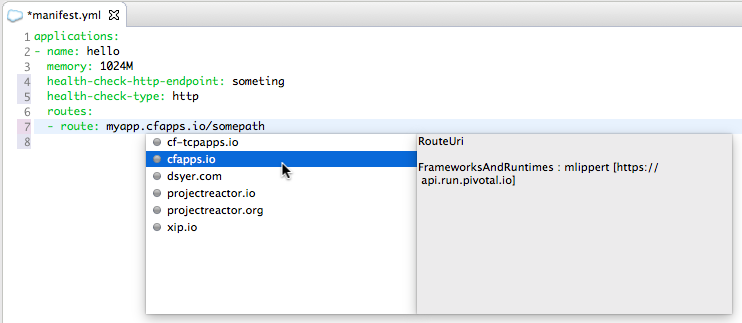 *manifest.yml
1 applications:
2 - name: hello
3   memory: 1024M
4   health-check-http-endpoint: someting
5   health-check-type: http
6   routes:
7   - route: myapp.cfapps.io/somepath
8
cf-tcpapps.io
cfapps.io
dsyer.com
projectreactor.io
projectreactor.org
xip.io
RouteUri
FrameworksAndRuntimes : mlippert [https://
api.run.pivotal.io]